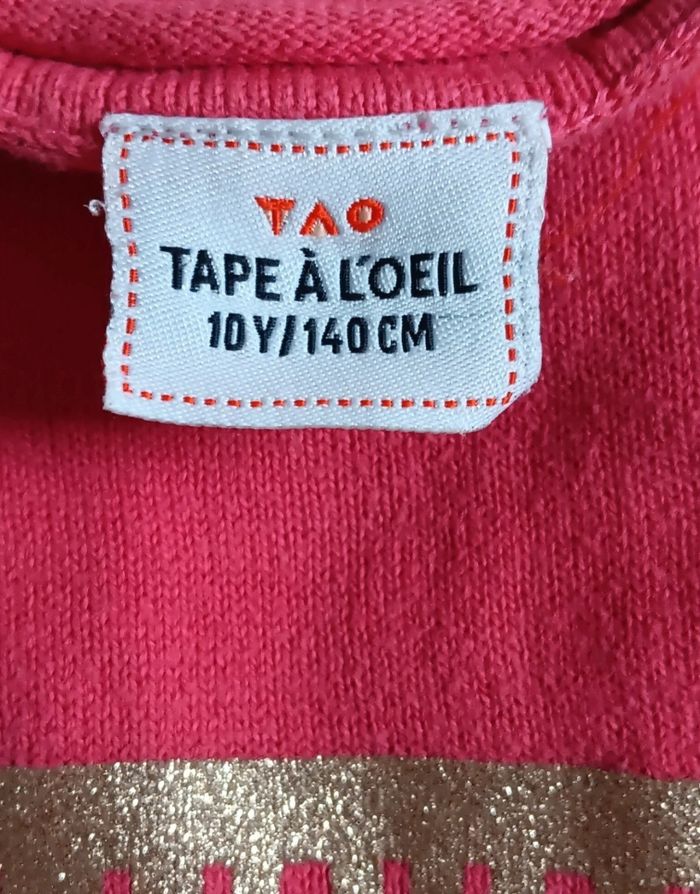 TAO
TAPE À L'OEIL
10Y/140CM